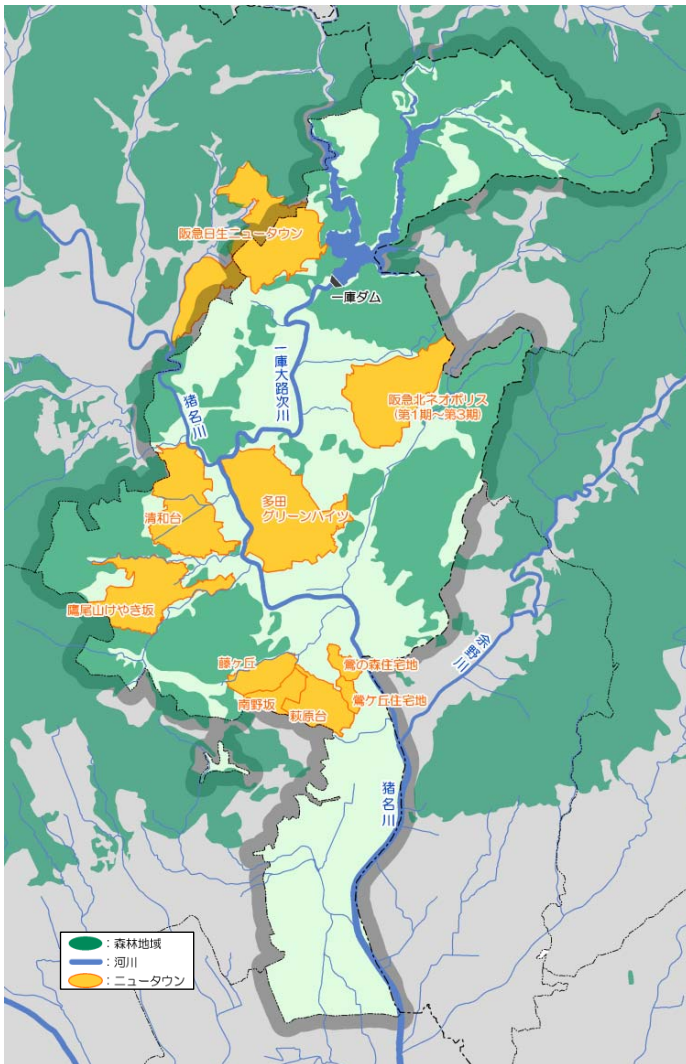 阪急日生ニュータウン
一庫ダム
一庫大路次川
猪名川
阪急北ネオポリス
(第1期～第3期)
多田
グリーンハイツ
清和台
鷹尾山けやき坂
余野川
藤ヶ丘
鶯の森住宅地
南野坂
萩原台
鶯ケ丘住宅地
猪名川
：森林地域
：河川
：ニュータウン